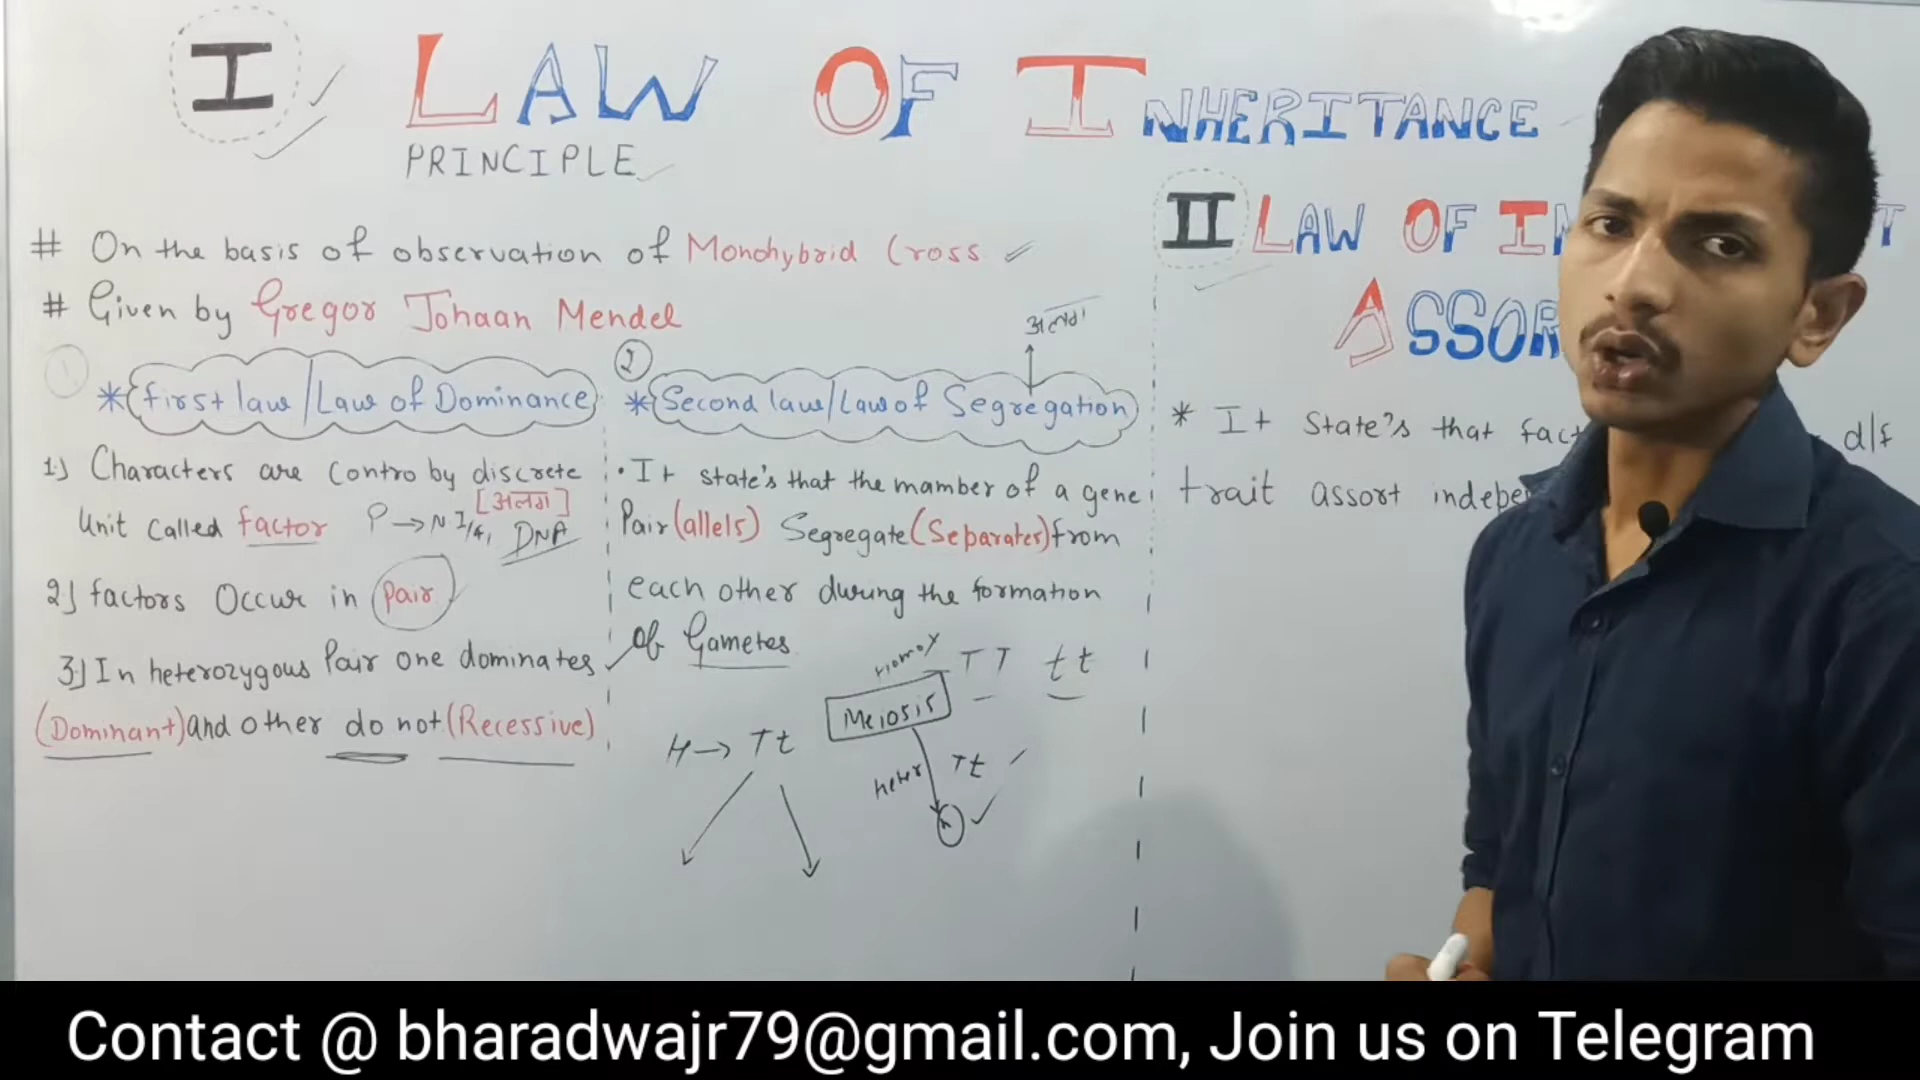 I LAW OF INHERITANCE
PRINCIPLE
# On the basis of observation of Monohybrid Cross
# Given by Gregor Johaan Mendel
1
* first law / Law of Dominance
1) Characters are contro by discrete
[अलग]
Unit called factor P → N DNA
2) factors Occur in Pair
3) In heterozygous Pair one dominates
(Dominant) and other do not (Recessive)
2
अलग
* Second law / Law of Segregation
• It state's that the mamber of a gene
Pair (allels) Segregate (Separates) from
each other during the formation
of Gametes
homoy TT tt
Meiosis
H → Tt
heter Tt
II LAW OF
ASSOR
* It State's that fact d/f
trait assort indepe
Contact @ bharadwajr79@gmail.com, Join us on Telegram